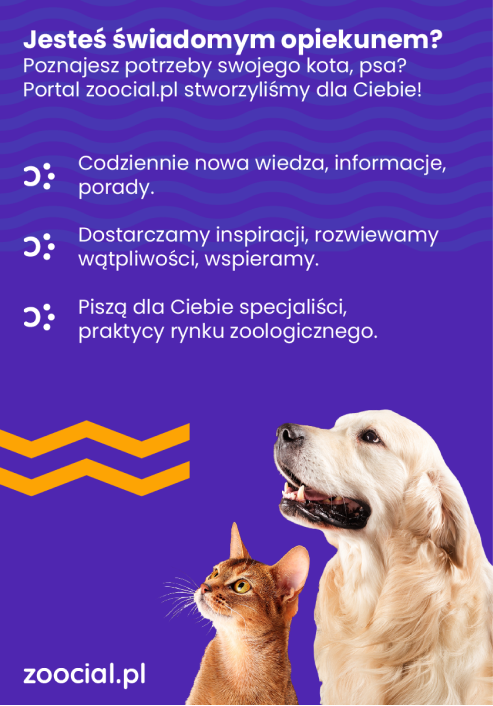 Jesteś świadomym opiekunem?
Poznajesz potrzeby swojego kota, psa?
Portal zoocial.pl stworzyliśmy dla Ciebie!
Codziennie nowa wiedza, informacje,
porady.
Dostarczamy inspiracji, rozwiewamy
wątpliwości, wspieramy.
Piszą dla Ciebie specjaliści,
praktycy rynku zoologicznego.
zoocial.pl